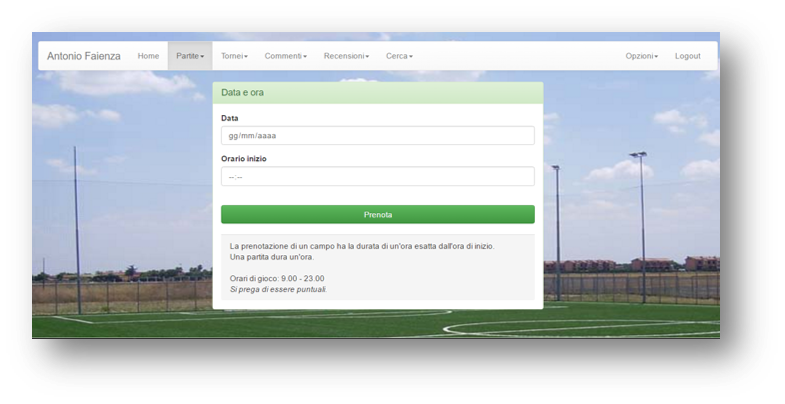 Antonio Faienza Home Partite Tornei Commenti Recensioni Cerca Opzioni Logout
Data e ora
Data
gg/mm/aaaa
Orario inizio
--:--
Prenota
La prenotazione di un campo ha la durata di un'ora esatta dall'ora di inizio.
Una partita dura un'ora.
Orari di gioco: 9.00 - 23.00
Si prega di essere puntuali